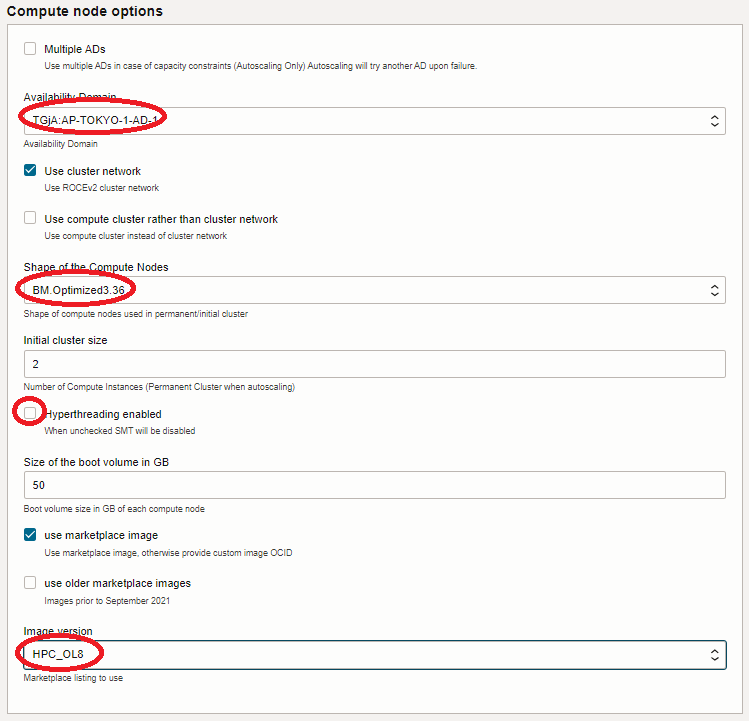 Compute node options
Multiple ADs
Use multiple ADs in case of capacity constraints (Autoscaling Only) Autoscaling will try another AD upon failure.
Availability Domain
TGjA:AP-TOKYO-1-AD-1
Availability Domain
Use cluster network
Use ROCEv2 cluster network
Use compute cluster rather than cluster network
Use compute cluster instead of cluster network
Shape of the Compute Nodes
BM.Optimized3.36
Shape of compute nodes used in permanent/initial cluster
Initial cluster size
2
Number of Compute Instances (Permanent Cluster when autoscaling)
Hyperthreading enabled
When unchecked SMT will be disabled
Size of the boot volume in GB
50
Boot volume size in GB of each compute node
use marketplace image
Use marketplace image, otherwise provide custom image OCID
use older marketplace images
Images prior to September 2021
Image version
HPC_OL8
Marketplace listing to use